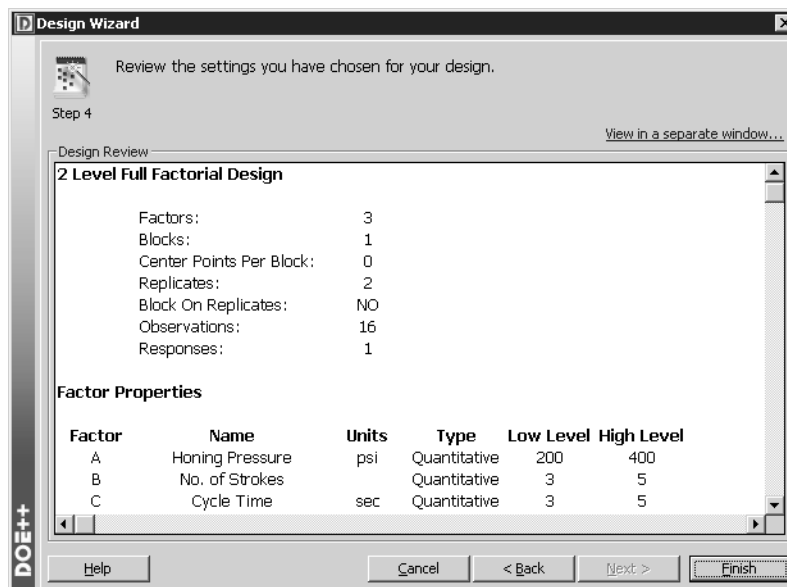 Design Wizard
Review the settings you have chosen for your design.
Step 4
View in a separate window...
Design Review
2 Level Full Factorial Design
Factors: 3
Blocks: 1
Center Points Per Block: 0
Replicates: 2
Block On Replicates: NO
Observations: 16
Responses: 1
Factor Properties
Factor Name Units Type Low Level High Level
A Honing Pressure psi Quantitative 200 400
B No. of Strokes Quantitative 3 5
C Cycle Time sec Quantitative 3 5
DOE++
Help Cancel < Back Next > Finish